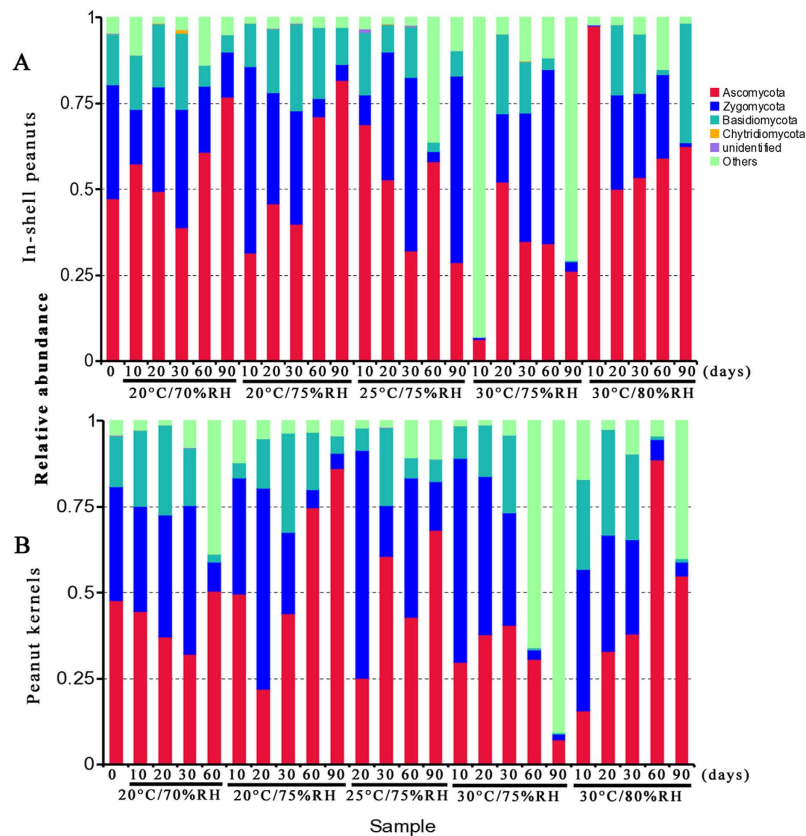 A
In-shell peanuts
Relative abundance
1
0.75
0.5
0.25
0
Ascomycota
Zygomycota
Basidiomycota
Chytridiomycota
unidentified
Others
0 10 20 30 60 90 10 20 30 60 90 10 20 30 60 90 10 20 30 60 90 10 20 30 60 90 (days)
20°C/70%RH 20°C/75%RH 25°C/75%RH 30°C/75%RH 30°C/80%RH
B
Peanut kernels
1
0.75
0.5
0.25
0
0 10 20 30 60 10 20 30 60 90 20 30 60 90 10 20 30 60 90 10 20 30 60 90 (days)
20°C/70%RH 20°C/75%RH 25°C/75%RH 30°C/75%RH 30°C/80%RH
Sample